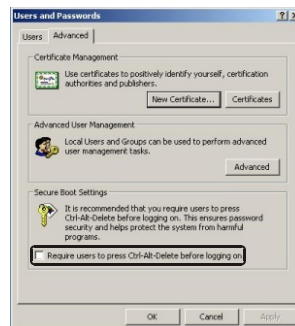 Users and Passwords
Users
Advanced
Certificate Management
Use certificates to positively identify yourself, certification
authorities and publishers.
New Certificate...
Certificates
Advanced User Management
Local Users and Groups can be used to perform advanced
user management tasks.
Advanced
Secure Boot Settings
It is recommended that you require users to press
Ctrl-Alt-Delete before logging on. This ensures password
security and helps protect the system from harmful
programs.
Require users to press Ctrl-Alt-Delete before logging on
OK
Cancel
Apply